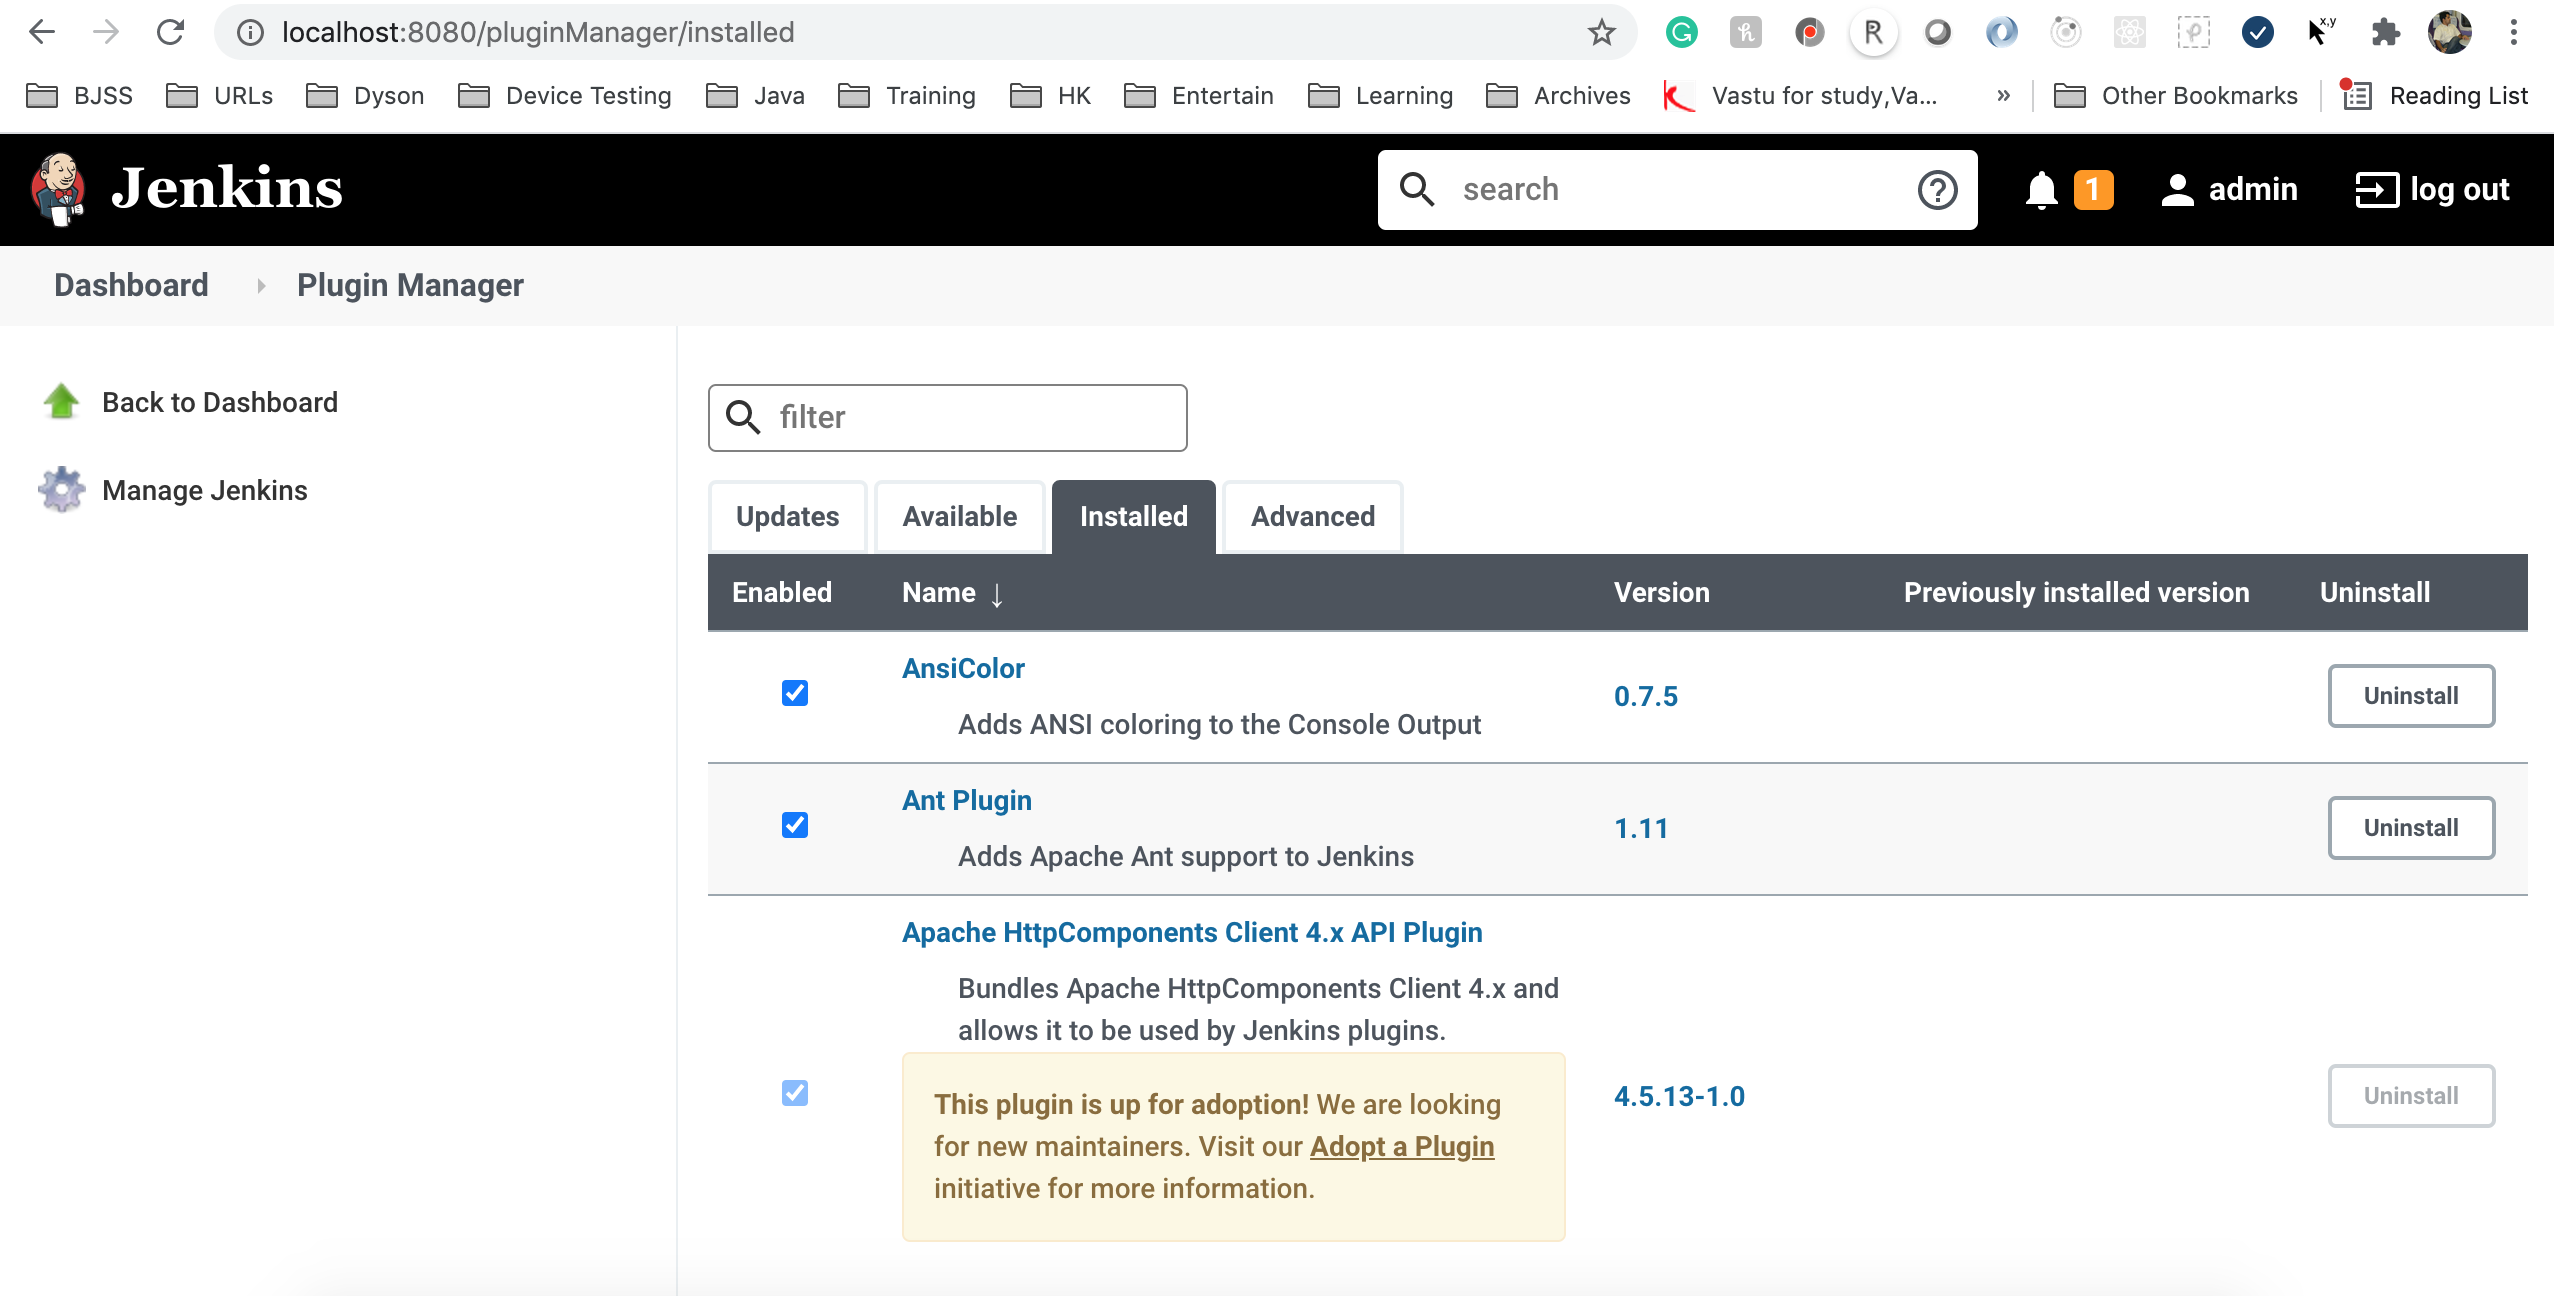 localhost:8080/pluginManager/installed
BJSS URLs Dyson Device Testing Java Training HK Entertain Learning Archives Vastu for study,Va... » Other Bookmarks Reading List
Jenkins search 1 admin log out
Dashboard Plugin Manager
Back to Dashboard
Manage Jenkins
filter
Updates Available Installed Advanced
Enabled Name ↓ Version Previously installed version Uninstall
AnsiColor
Adds ANSI coloring to the Console Output
0.7.5 Uninstall
Ant Plugin
Adds Apache Ant support to Jenkins
1.11 Uninstall
Apache HttpComponents Client 4.x API Plugin
Bundles Apache HttpComponents Client 4.x and
allows it to be used by Jenkins plugins.
This plugin is up for adoption! We are looking
for new maintainers. Visit our Adopt a Plugin
initiative for more information.
4.5.13-1.0 Uninstall